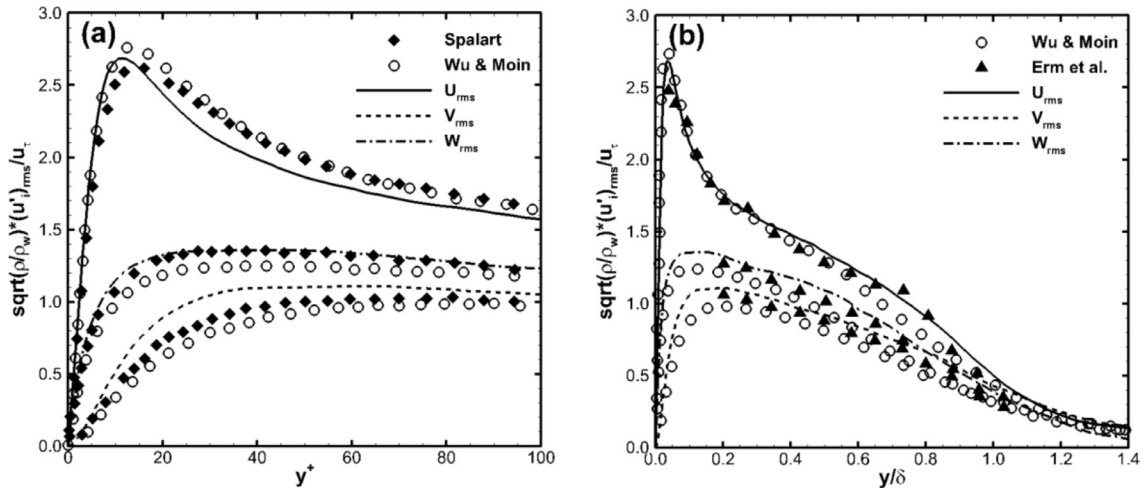 (a)
Spalart
Wu & Moin
U_rms
V_rms
W_rms
sqrt(ρ/ρ_w)*(u'_i)_rms/u_τ
3.0
2.5
2.0
1.5
1.0
0.5
0.0
0 20 40 60 80 100
y^+
(b)
Wu & Moin
Erm et al.
U_rms
V_rms
W_rms
sqrt(ρ/ρ_w)*(u'_i)_rms/u_τ
3.0
2.5
2.0
1.5
1.0
0.5
0.0
0.0 0.2 0.4 0.6 0.8 1.0 1.2 1.4
y/δ